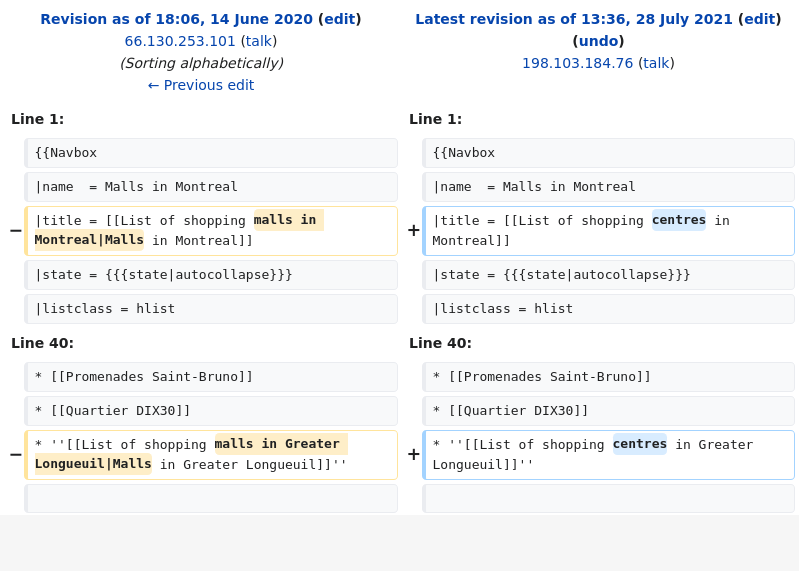 Revision as of 18:06, 14 June 2020 (edit)
66.130.253.101 (talk)
(Sorting alphabetically)
← Previous edit
Latest revision as of 13:36, 28 July 2021 (edit)
(undo)
198.103.184.76 (talk)
Line 1:
Line 1:
{{Navbox
{{Navbox
|name  = Malls in Montreal
|name  = Malls in Montreal
− |title = [[List of shopping malls in
Montreal|Malls in Montreal]]
+ |title = [[List of shopping centres in
Montreal]]
|state = {{{state|autocollapse}}}
|state = {{{state|autocollapse}}}
|listclass = hlist
|listclass = hlist
Line 40:
Line 40:
* [[Promenades Saint-Bruno]]
* [[Promenades Saint-Bruno]]
* [[Quartier DIX30]]
* [[Quartier DIX30]]
− * ''[[List of shopping malls in Greater
Longueuil|Malls in Greater Longueuil]]''
+ * ''[[List of shopping centres in Greater
Longueuil]]''